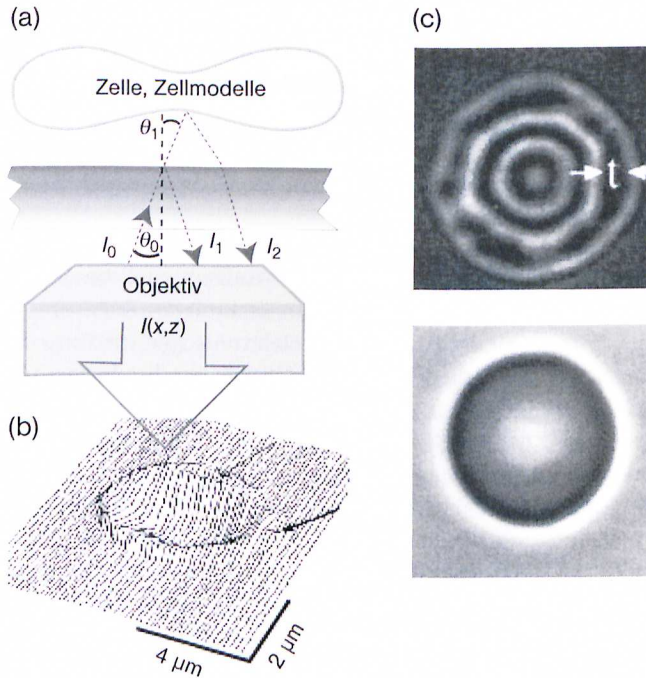 (a)
Zelle, Zellmodelle
θ₁
I₀
θ₀
I₁
I₂
Objektiv
I(x,z)
(b)
4 µm
2 µm
(c)
t